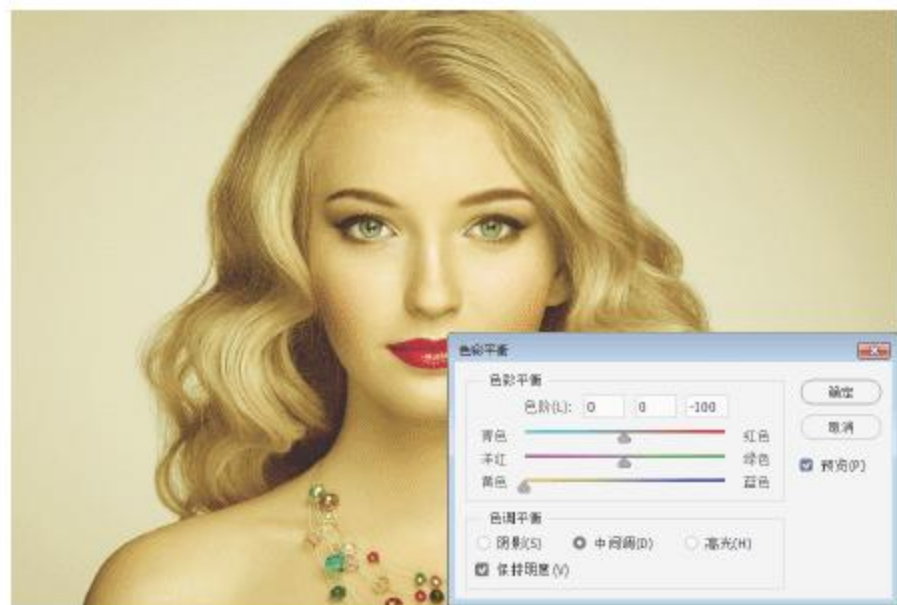 色彩平衡
色彩平衡
色阶(L): 0 0 -100
青色 红色
洋红 绿色
黄色 蓝色
确定
取消
预览(P)
色调平衡
阴影(S) 中间调(D) 高光(H)
保持明度(V)